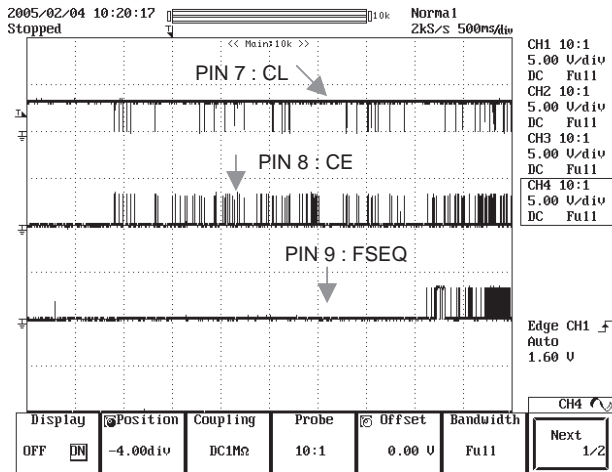 2005/02/04 10:20:17
Stopped
10k
Normal
2kS/s 500ms/div
<< Main:10k >>
PIN 7 : CL
PIN 8 : CE
PIN 9 : FSEQ
CH1 10:1
5.00 V/div
DC Full
CH2 10:1
5.00 V/div
DC Full
CH3 10:1
5.00 V/div
DC Full
CH4 10:1
5.00 V/div
DC Full
Edge CH1
Auto
1.60 V
CH4
Display
OFF ON
Position
-4.00div
Coupling
DC1MΩ
Probe
10:1
Offset
0.00 V
Bandwidth
Full
Next
1/2